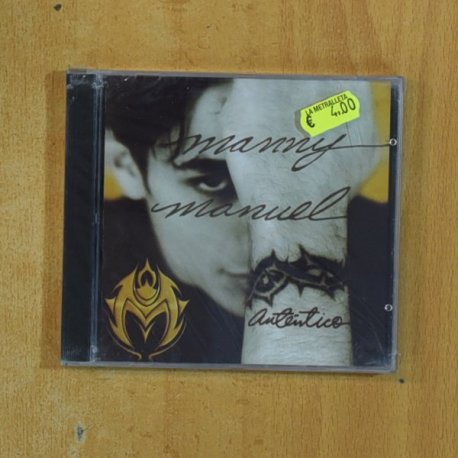 LA METRALLETA
€ 4,00
manny
manuel
auténtico